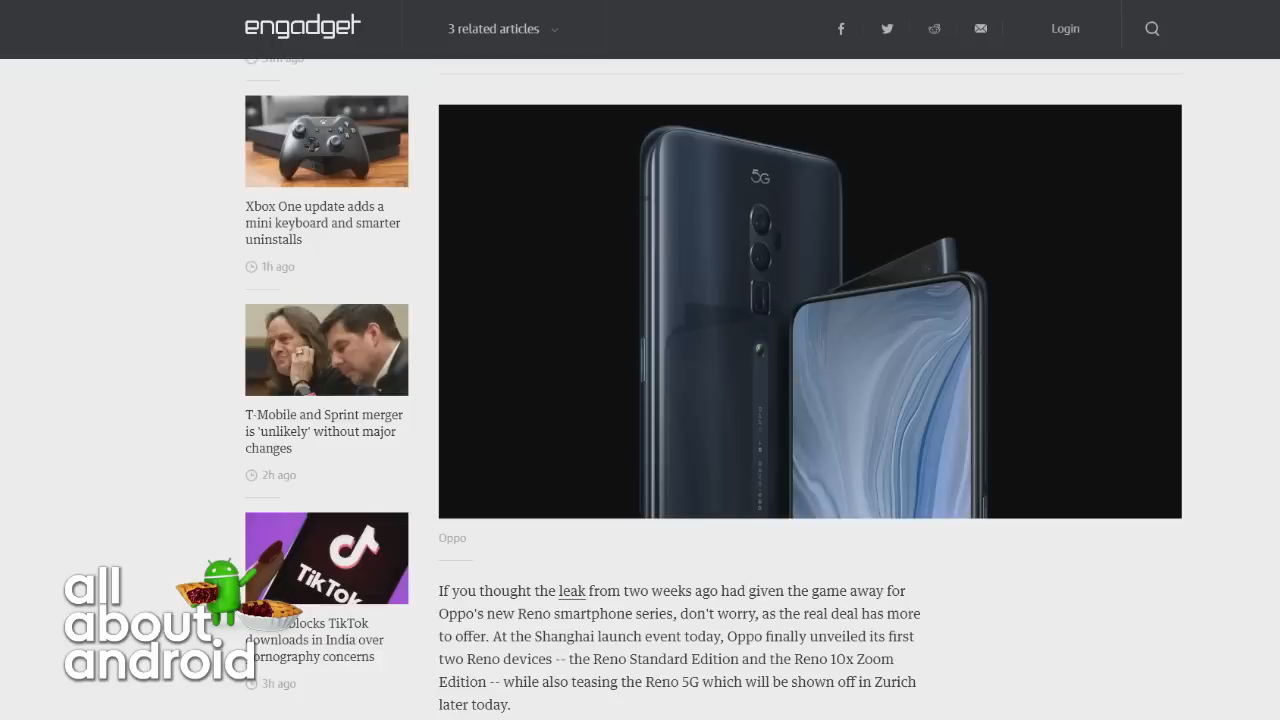 engadget
3 related articles
Login
Xbox One update adds a
mini keyboard and smarter
uninstalls
1h ago
T-Mobile and Sprint merger
is 'unlikely' without major
changes
2h ago
TikTok
blocks TikTok
downloads in India over
pornography concerns
3h ago
5G
Oppo
If you thought the leak from two weeks ago had given the game away for
Oppo's new Reno smartphone series, don't worry, as the real deal has more
to offer. At the Shanghai launch event today, Oppo finally unveiled its first
two Reno devices -- the Reno Standard Edition and the Reno 10x Zoom
Edition -- while also teasing the Reno 5G which will be shown off in Zurich
later today.
all
about
android